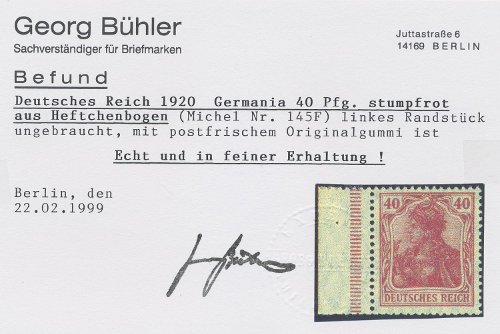 Georg Bühler
Sachverständiger für Briefmarken
Juttastraße 6
14169 BERLIN
Befund
Deutsches Reich 1920 Germania 40 Pfg. stumpfrot
aus Heftchenbogen (Michel Nr. 145F) linkes Randstück
ungebraucht, mit postfrischem Originalgummi ist
Echt und in feiner Erhaltung !
Berlin, den
22.02.1999
40 40
DEUTSCHES REICH